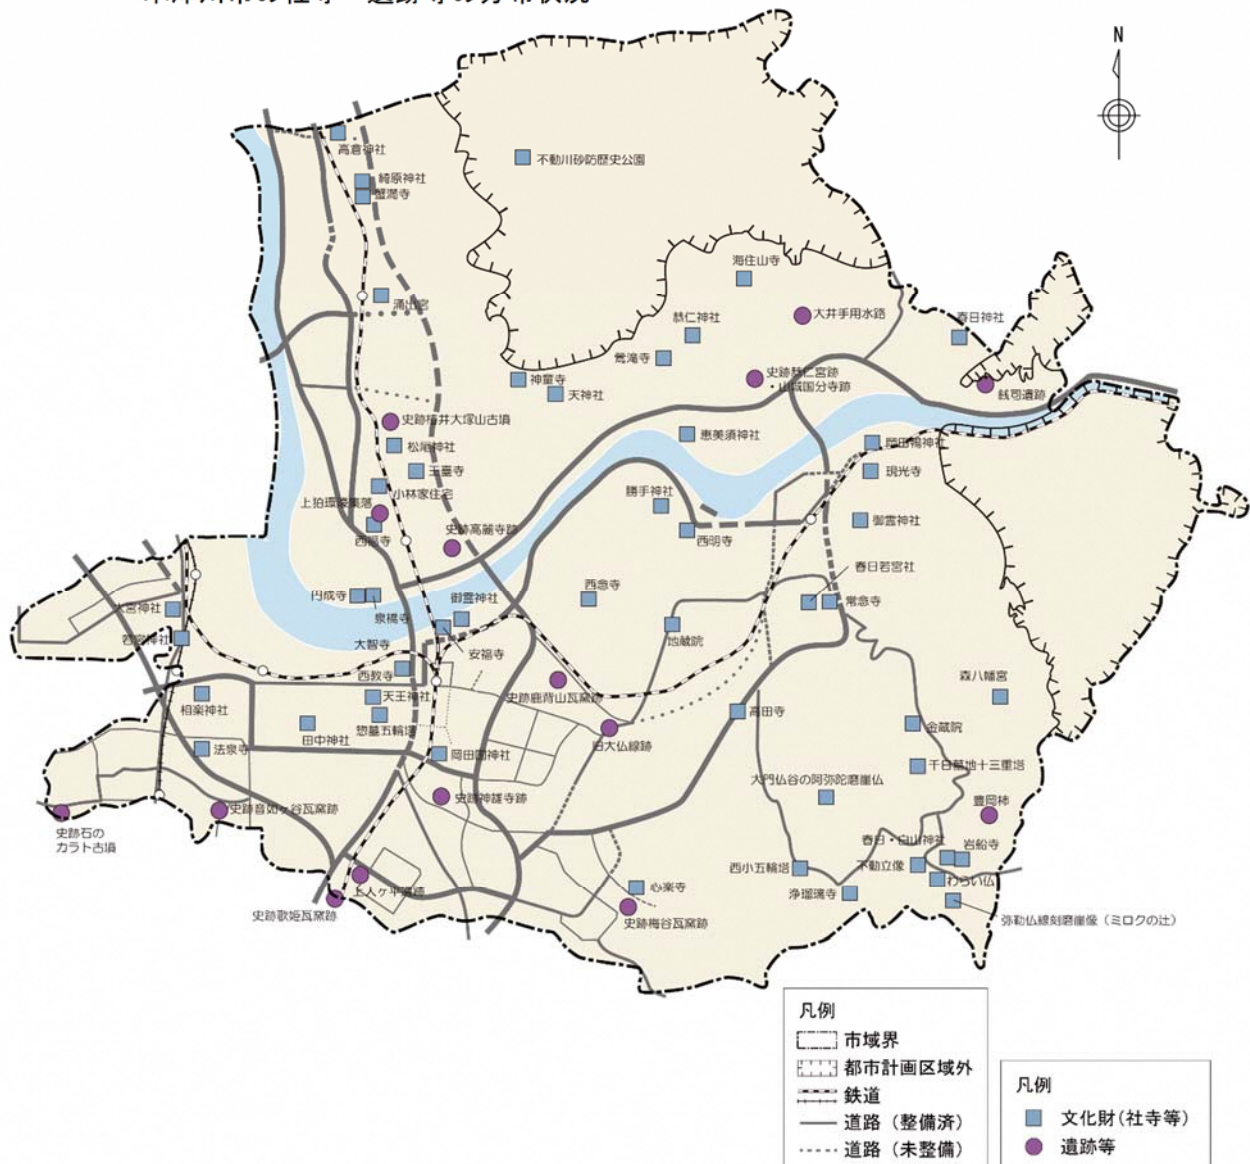 N
高倉神社
綺原神社
蟹満寺
不動川砂防歴史公園
涌出宮
海住山寺
恭仁神社
大井手用水路
春日神社
鶯滝寺
神童寺
天神社
史跡恭仁宮跡
・山城国分寺跡
銭司遺跡
史跡椿井大塚山古墳
松尾神社
恵美須神社
岡田鴨神社
玉臺寺
現光寺
小林家住宅
上狛環濠集落
勝手神社
西福寺
史跡高麗寺跡
西明寺
御霊神社
円成寺
泉橋寺
御霊神社
西念寺
春日若宮社
常念寺
大宮神社
若宮神社
大智寺
安福寺
地蔵院
西教寺
相楽神社
天王神社
史跡鹿背山瓦窯跡
森八幡宮
惣墓五輪塔
田中神社
高田寺
金蔵院
法泉寺
岡田国神社
旧大仏線跡
千日墓地十三重塔
大門仏谷の阿弥陀磨崖仏
史跡音如ヶ谷瓦窯跡
史跡神雄寺跡
豊岡柿
史跡石の
カラト古墳
春日・白山神社
岩船寺
西小五輪塔
不動立像
わらい仏
上人ヶ平遺跡
心楽寺
浄瑠璃寺
史跡歌姫瓦窯跡
史跡梅谷瓦窯跡
弥勒仏線刻磨崖像（ミロクの辻）
凡例
市域界
都市計画区域外
鉄道
道路（整備済）
道路（未整備）
凡例
文化財（社寺等）
遺跡等